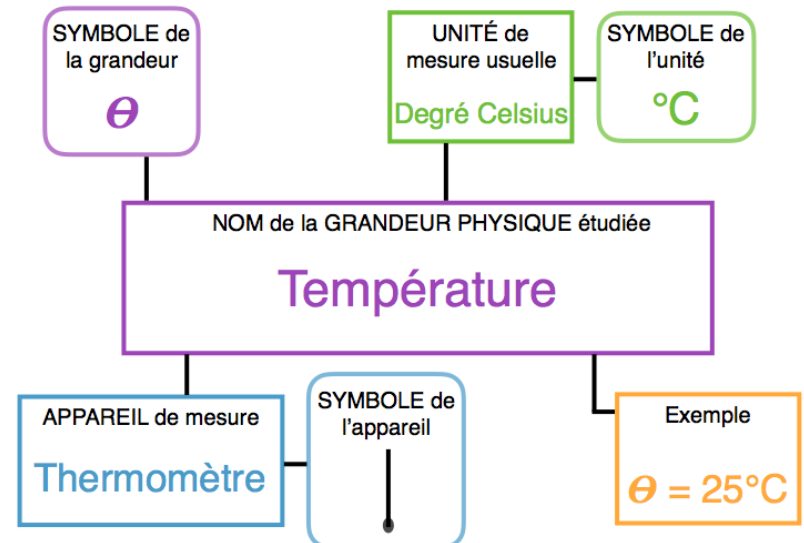 SYMBOLE de
la grandeur
Θ
UNITÉ de
mesure usuelle
Degré Celsius
SYMBOLE de
l’unité
°C
NOM de la GRANDEUR PHYSIQUE étudiée
Température
APPAREIL de mesure
Thermomètre
SYMBOLE de
l’appareil
Exemple
Θ = 25°C